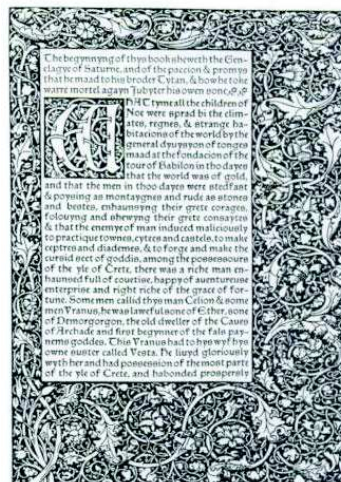 The begynnyng of thys book sheweth the Gen-
elagye of Saturne, and of the paccion & promys
that he maad to his broder Tytan, & how he toke
warre mortel agayn Jubyter his owen sone.
WHAT tyme all the children of
Noe were sprad bi the clim-
ates, regnes, & strange ha-
bitacions of the world by the
general dyuysyon of tonges
maad at the fondacion of the
tour of Babilon in tho dayes
that the world was of gold,
and that the men in thoo dayes were stedfast
& poysing as montaygnes and rude as stones
and bestes, enhaunsyng their grete corages,
folouyng and shewyng their grete consaytes
& that the enemye of man induced maliciously
to practique townes, cytees and castels, to make
ceptres and diademes, & to forge and make the
cursid sect of goddis, among the possessours
of the yle of Crete, there was a riche man en-
haunsed full of couetise, happy of auenturuse
enterprise and right riche of the grace of for-
tune. Some men callid thys man Celion & some
men Vranus, he was laweful sone of Ether, sone
of Demorgorgon, the old dweller of the Caues
of Archade and first begynner of the fals pay-
nems goddes. This Vranus had to hys wyf hys
owne suster called Vesta. He liuyd gloriously
wyth her and had possession of the most parte
of the yle of Crete, and habonded prosperly